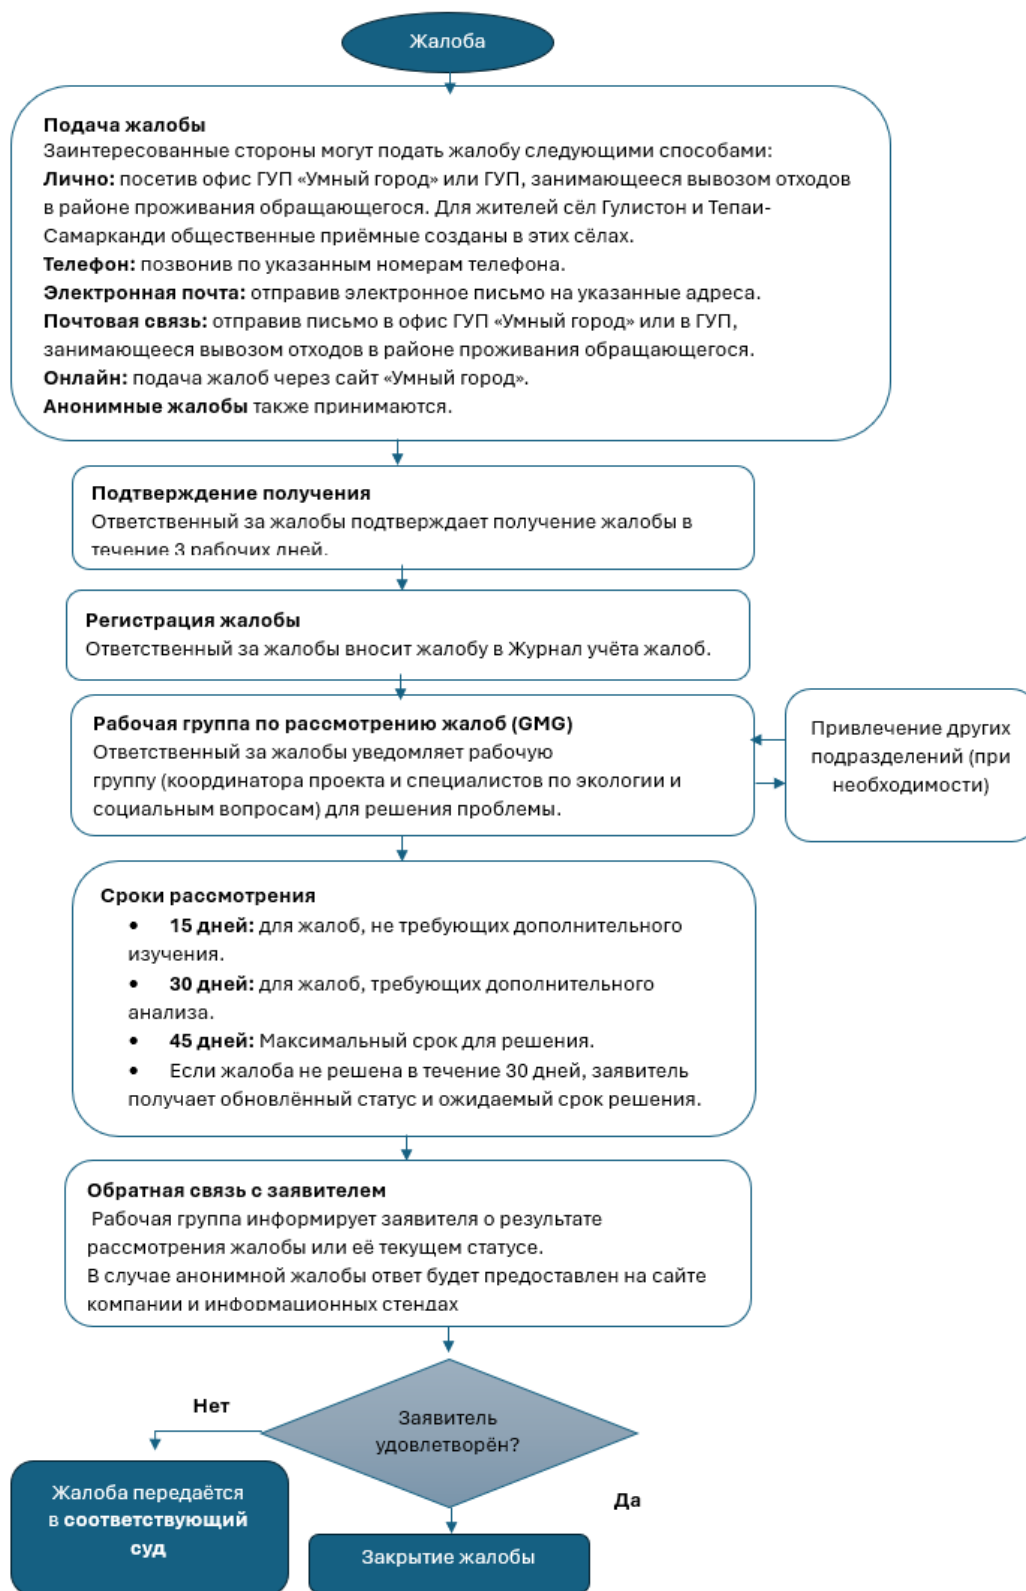 Жалоба
Подача жалобы
Заинтересованные стороны могут подать жалобу следующими способами:
Лично: посетив офис ГУП «Умный город» или ГУП, занимающееся вывозом отходов
в районе проживания обращающегося. Для жителей сёл Гулистон и Тепаи-
Самарканди общественные приёмные созданы в этих сёлах.
Телефон: позвонив по указанным номерам телефона.
Электронная почта: отправив электронное письмо на указанные адреса.
Почтовая связь: отправив письмо в офис ГУП «Умный город» или в ГУП,
занимающееся вывозом отходов в районе проживания обращающегося.
Онлайн: подача жалоб через сайт «Умный город».
Анонимные жалобы также принимаются.
Подтверждение получения
Ответственный за жалобы подтверждает получение жалобы в
течение 3 рабочих дней.
Регистрация жалобы
Ответственный за жалобы вносит жалобу в Журнал учёта жалоб.
Рабочая группа по рассмотрению жалоб (GMG)
Ответственный за жалобы уведомляет рабочую
группу (координатора проекта и специалистов по экологии и
социальным вопросам) для решения проблемы.
Привлечение других
подразделений (при
необходимости)
Сроки рассмотрения
• 15 дней: для жалоб, не требующих дополнительного
изучения.
• 30 дней: для жалоб, требующих дополнительного
анализа.
• 45 дней: Максимальный срок для решения.
• Если жалоба не решена в течение 30 дней, заявитель
получает обновлённый статус и ожидаемый срок решения.
Обратная связь с заявителем
Рабочая группа информирует заявителя о результате
рассмотрения жалобы или её текущем статусе.
В случае анонимной жалобы ответ будет предоставлен на сайте
компании и информационных стендах
Заявитель
удовлетворён?
Нет
Да
Жалоба передаётся
в соответствующий
суд
Закрытие жалобы